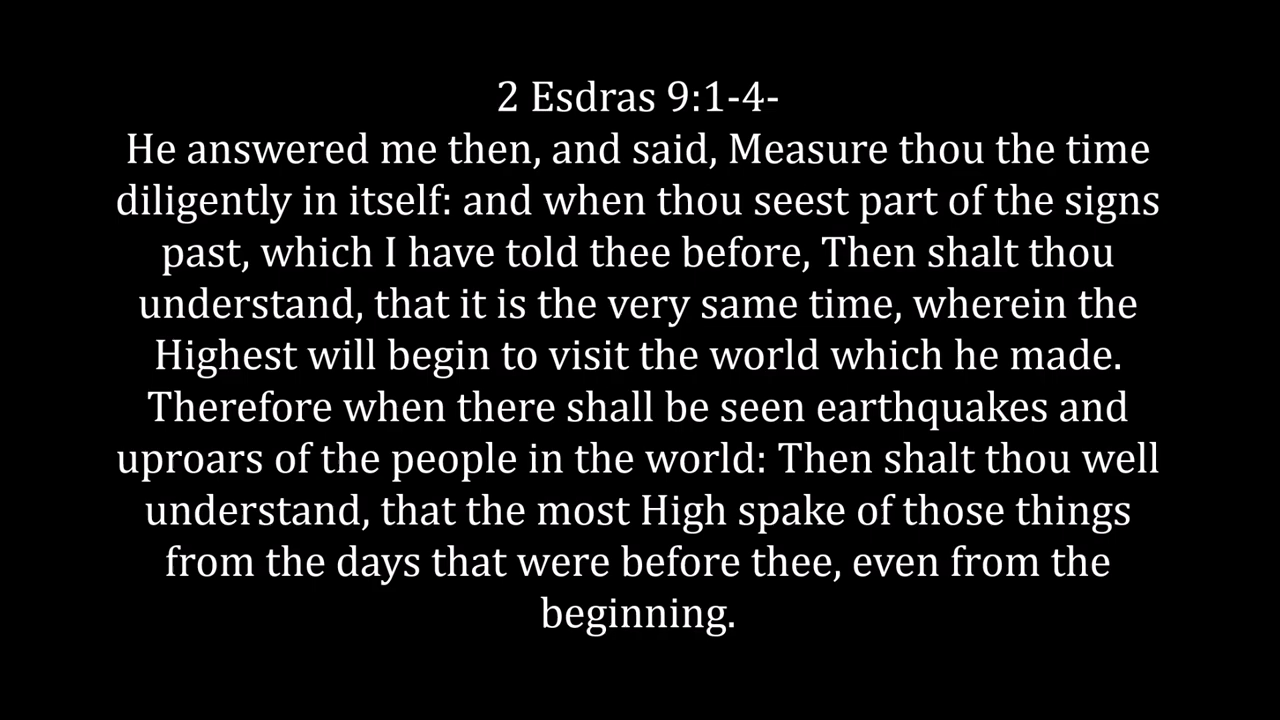 2 Esdras 9:1-4-
He answered me then, and said, Measure thou the time
diligently in itself: and when thou seest part of the signs
past, which I have told thee before, Then shalt thou
understand, that it is the very same time, wherein the
Highest will begin to visit the world which he made.
Therefore when there shall be seen earthquakes and
uproars of the people in the world: Then shalt thou well
understand, that the most High spake of those things
from the days that were before thee, even from the
beginning.